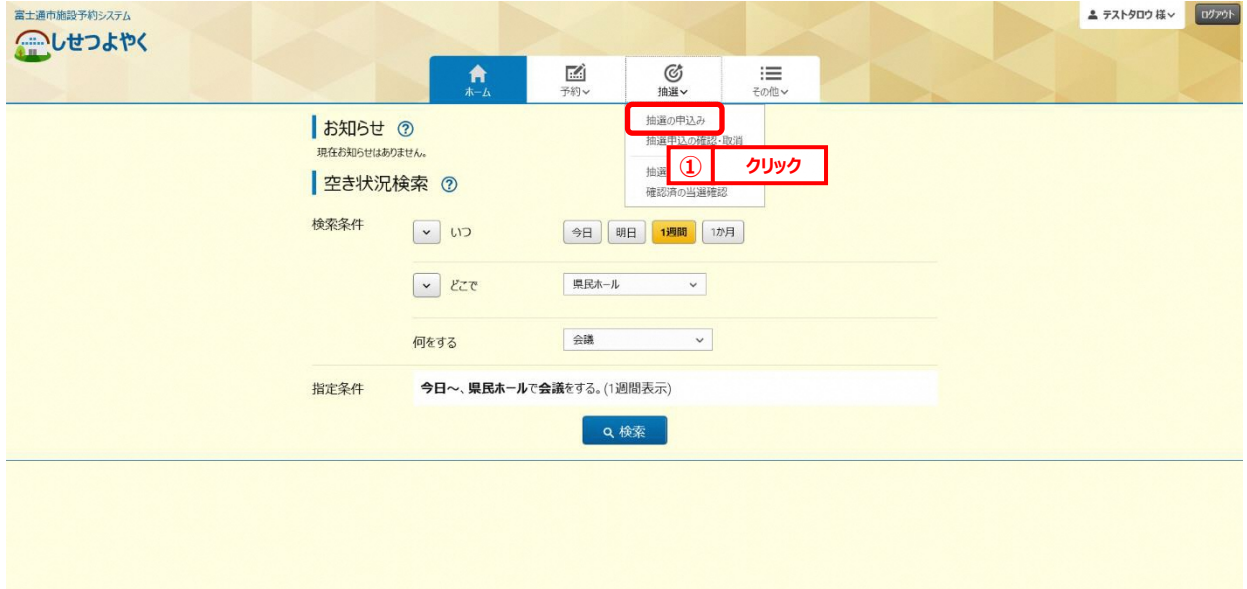 富士通市施設予約システム
しせつよやく
テストタロウ 様
ログアウト
ホーム
予約
抽選
その他
抽選の申込み
抽選申込の確認・取消
抽選
確認済の当選確認
① クリック
お知らせ ?
現在お知らせはありません。
空き状況検索 ?
検索条件
いつ 今日 明日 1週間 1か月
どこで 県民ホール
何をする 会議
指定条件 今日～、県民ホールで会議をする。(1週間表示)
検索